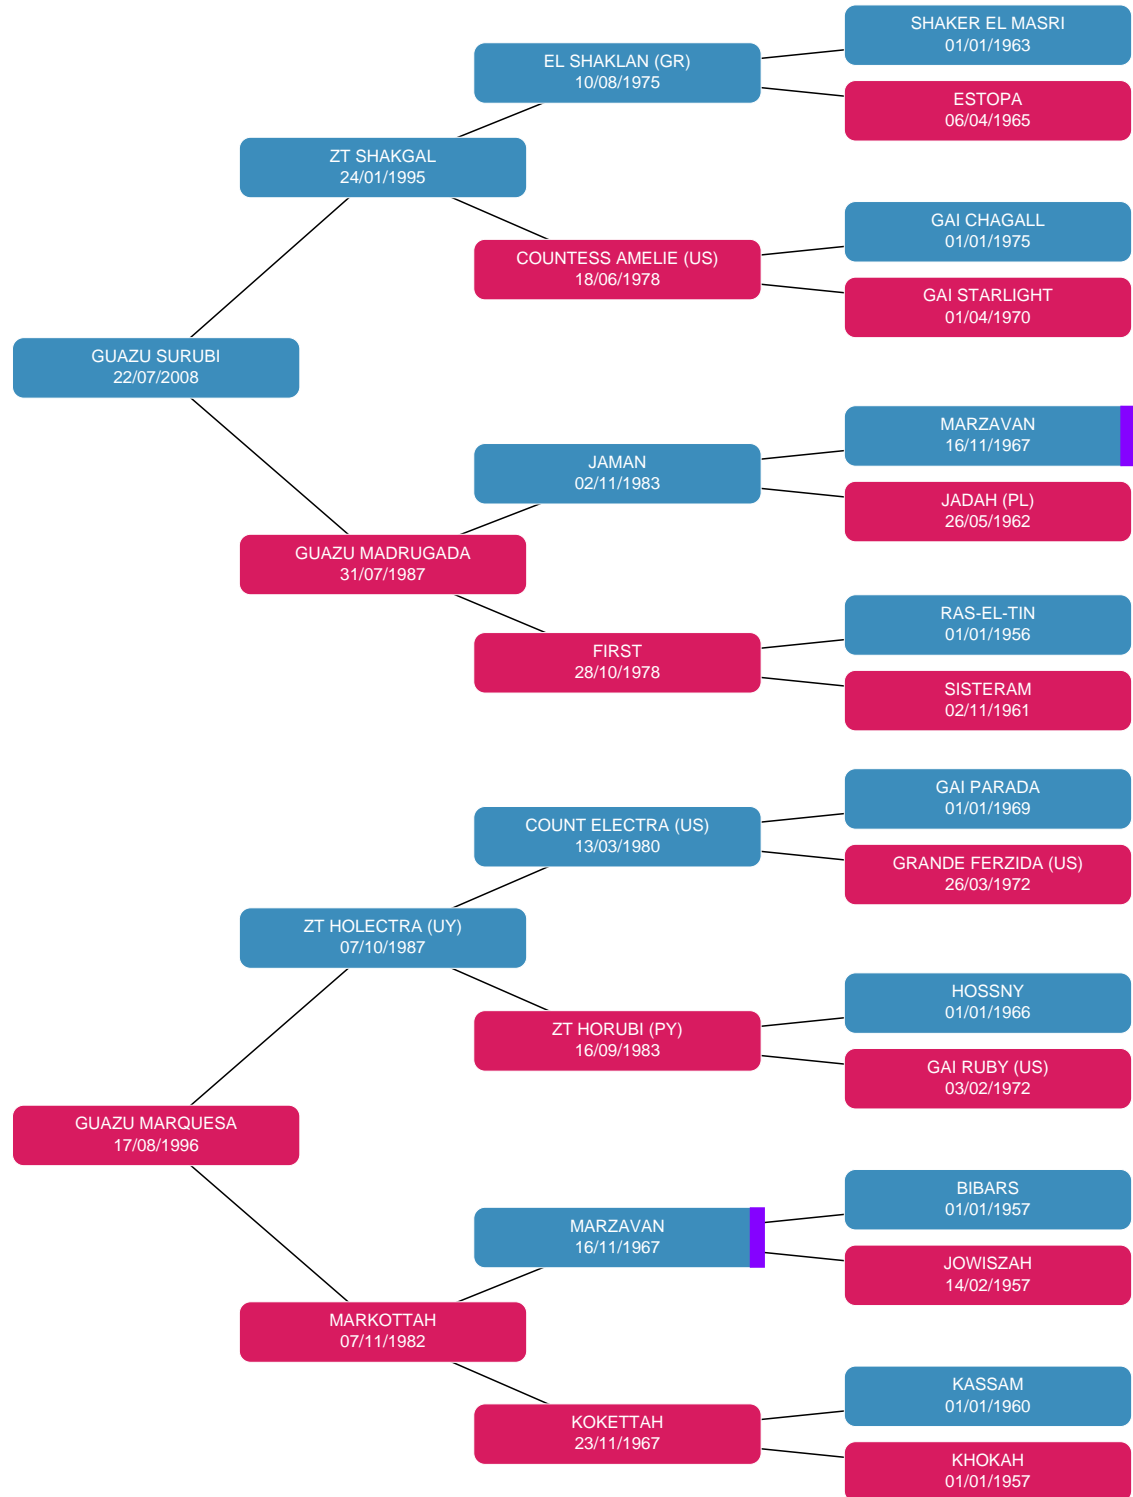 SHAKER EL MASRI
01/01/1963
EL SHAKLAN (GR)
10/08/1975
ESTOPA
06/04/1965
ZT SHAKGAL
24/01/1995
GAI CHAGALL
01/01/1975
COUNTESS AMELIE (US)
18/06/1978
GAI STARLIGHT
01/04/1970
GUAZU SURUBI
22/07/2008
MARZAVAN
16/11/1967
JAMAN
02/11/1983
JADAH (PL)
26/05/1962
GUAZU MADRUGADA
31/07/1987
RAS-EL-TIN
01/01/1956
FIRST
28/10/1978
SISTERAM
02/11/1961
GAI PARADA
01/01/1969
COUNT ELECTRA (US)
13/03/1980
GRANDE FERZIDA (US)
26/03/1972
ZT HOLECTRA (UY)
07/10/1987
HOSSNY
01/01/1966
ZT HORUBI (PY)
16/09/1983
GAI RUBY (US)
03/02/1972
GUAZU MARQUESA
17/08/1996
BIBARS
01/01/1957
MARZAVAN
16/11/1967
JOWISZAH
14/02/1957
MARKOTTAH
07/11/1982
KASSAM
01/01/1960
KOKETTAH
23/11/1967
KHOKAH
01/01/1957